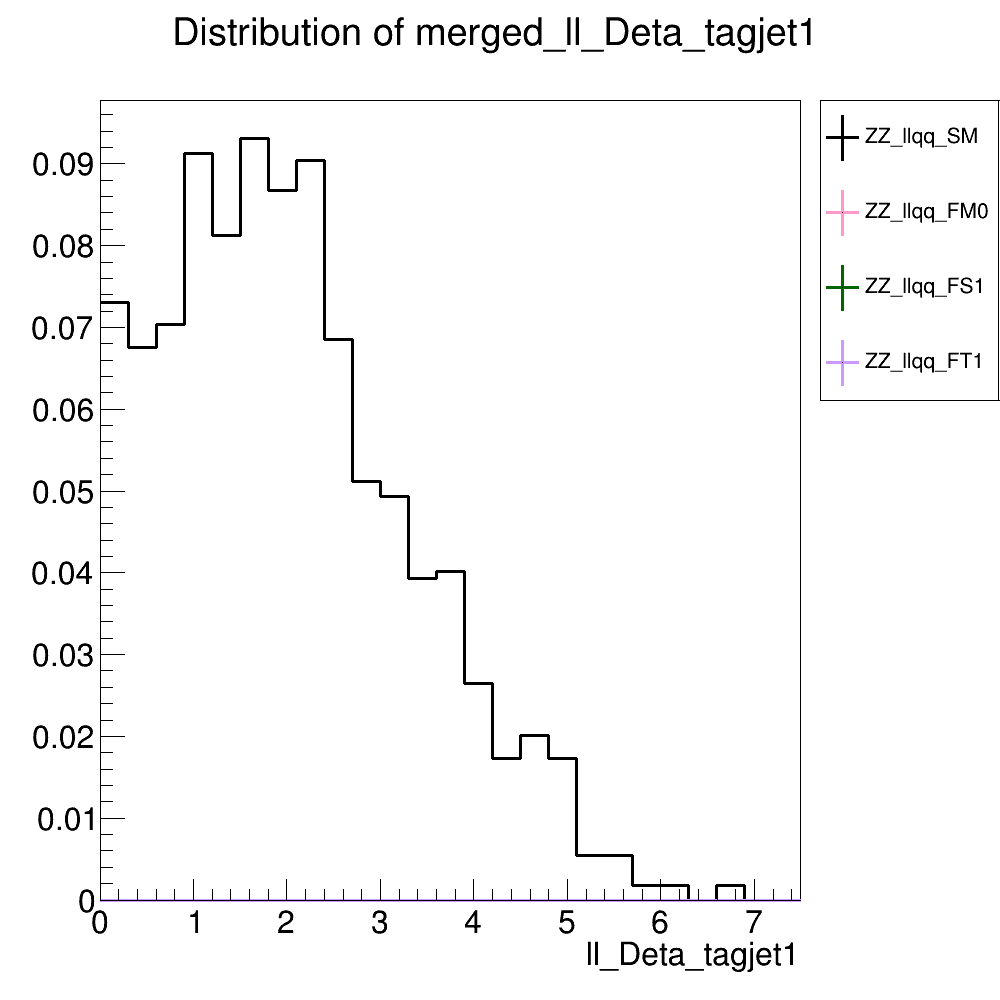 Distribution of merged_ll_Deta_tagjet1
ZZ_llqq_SM
ZZ_llqq_FM0
ZZ_llqq_FS1
ZZ_llqq_FT1
0.09
0.08
0.07
0.06
0.05
0.04
0.03
0.02
0.01
0
0 1 2 3 4 5 6 7
ll_Deta_tagjet1